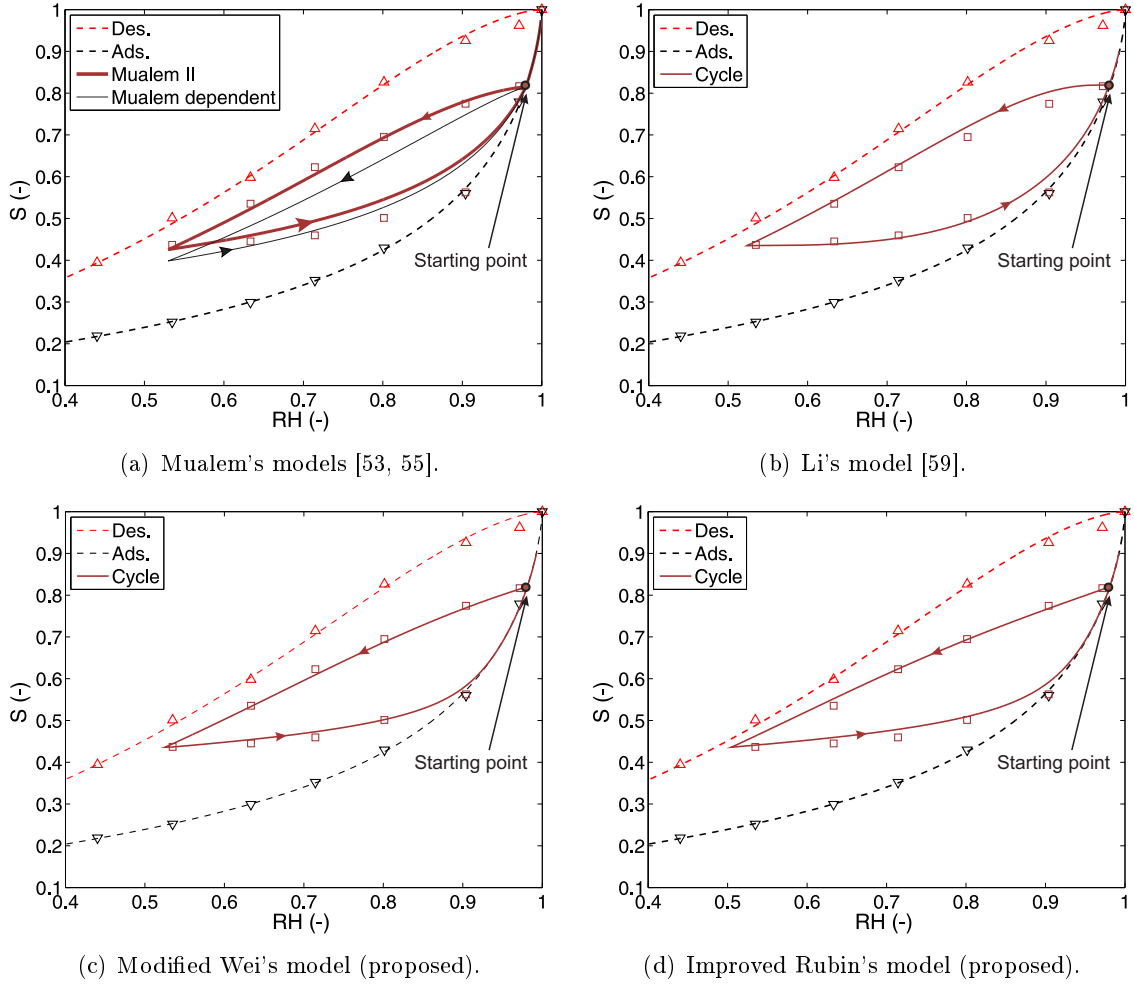 Des.
Ads.
Mualem II
Mualem dependent
Starting point
S (-)
1
0.9
0.8
0.7
0.6
0.5
0.4
0.3
0.2
0.1
0.4 0.5 0.6 0.7 0.8 0.9 1
RH (-)
(a) Mualem's models [53, 55].
Des.
Ads.
Cycle
Starting point
S (-)
1
0.9
0.8
0.7
0.6
0.5
0.4
0.3
0.2
0.1
0.4 0.5 0.6 0.7 0.8 0.9 1
RH (-)
(b) Li's model [59].
Des.
Ads.
Cycle
Starting point
S (-)
1
0.9
0.8
0.7
0.6
0.5
0.4
0.3
0.2
0.1
0.4 0.5 0.6 0.7 0.8 0.9 1
RH (-)
(c) Modified Wei's model (proposed).
Des.
Ads.
Cycle
Starting point
S (-)
1
0.9
0.8
0.7
0.6
0.5
0.4
0.3
0.2
0.1
0.4 0.5 0.6 0.7 0.8 0.9 1
RH (-)
(d) Improved Rubin's model (proposed).